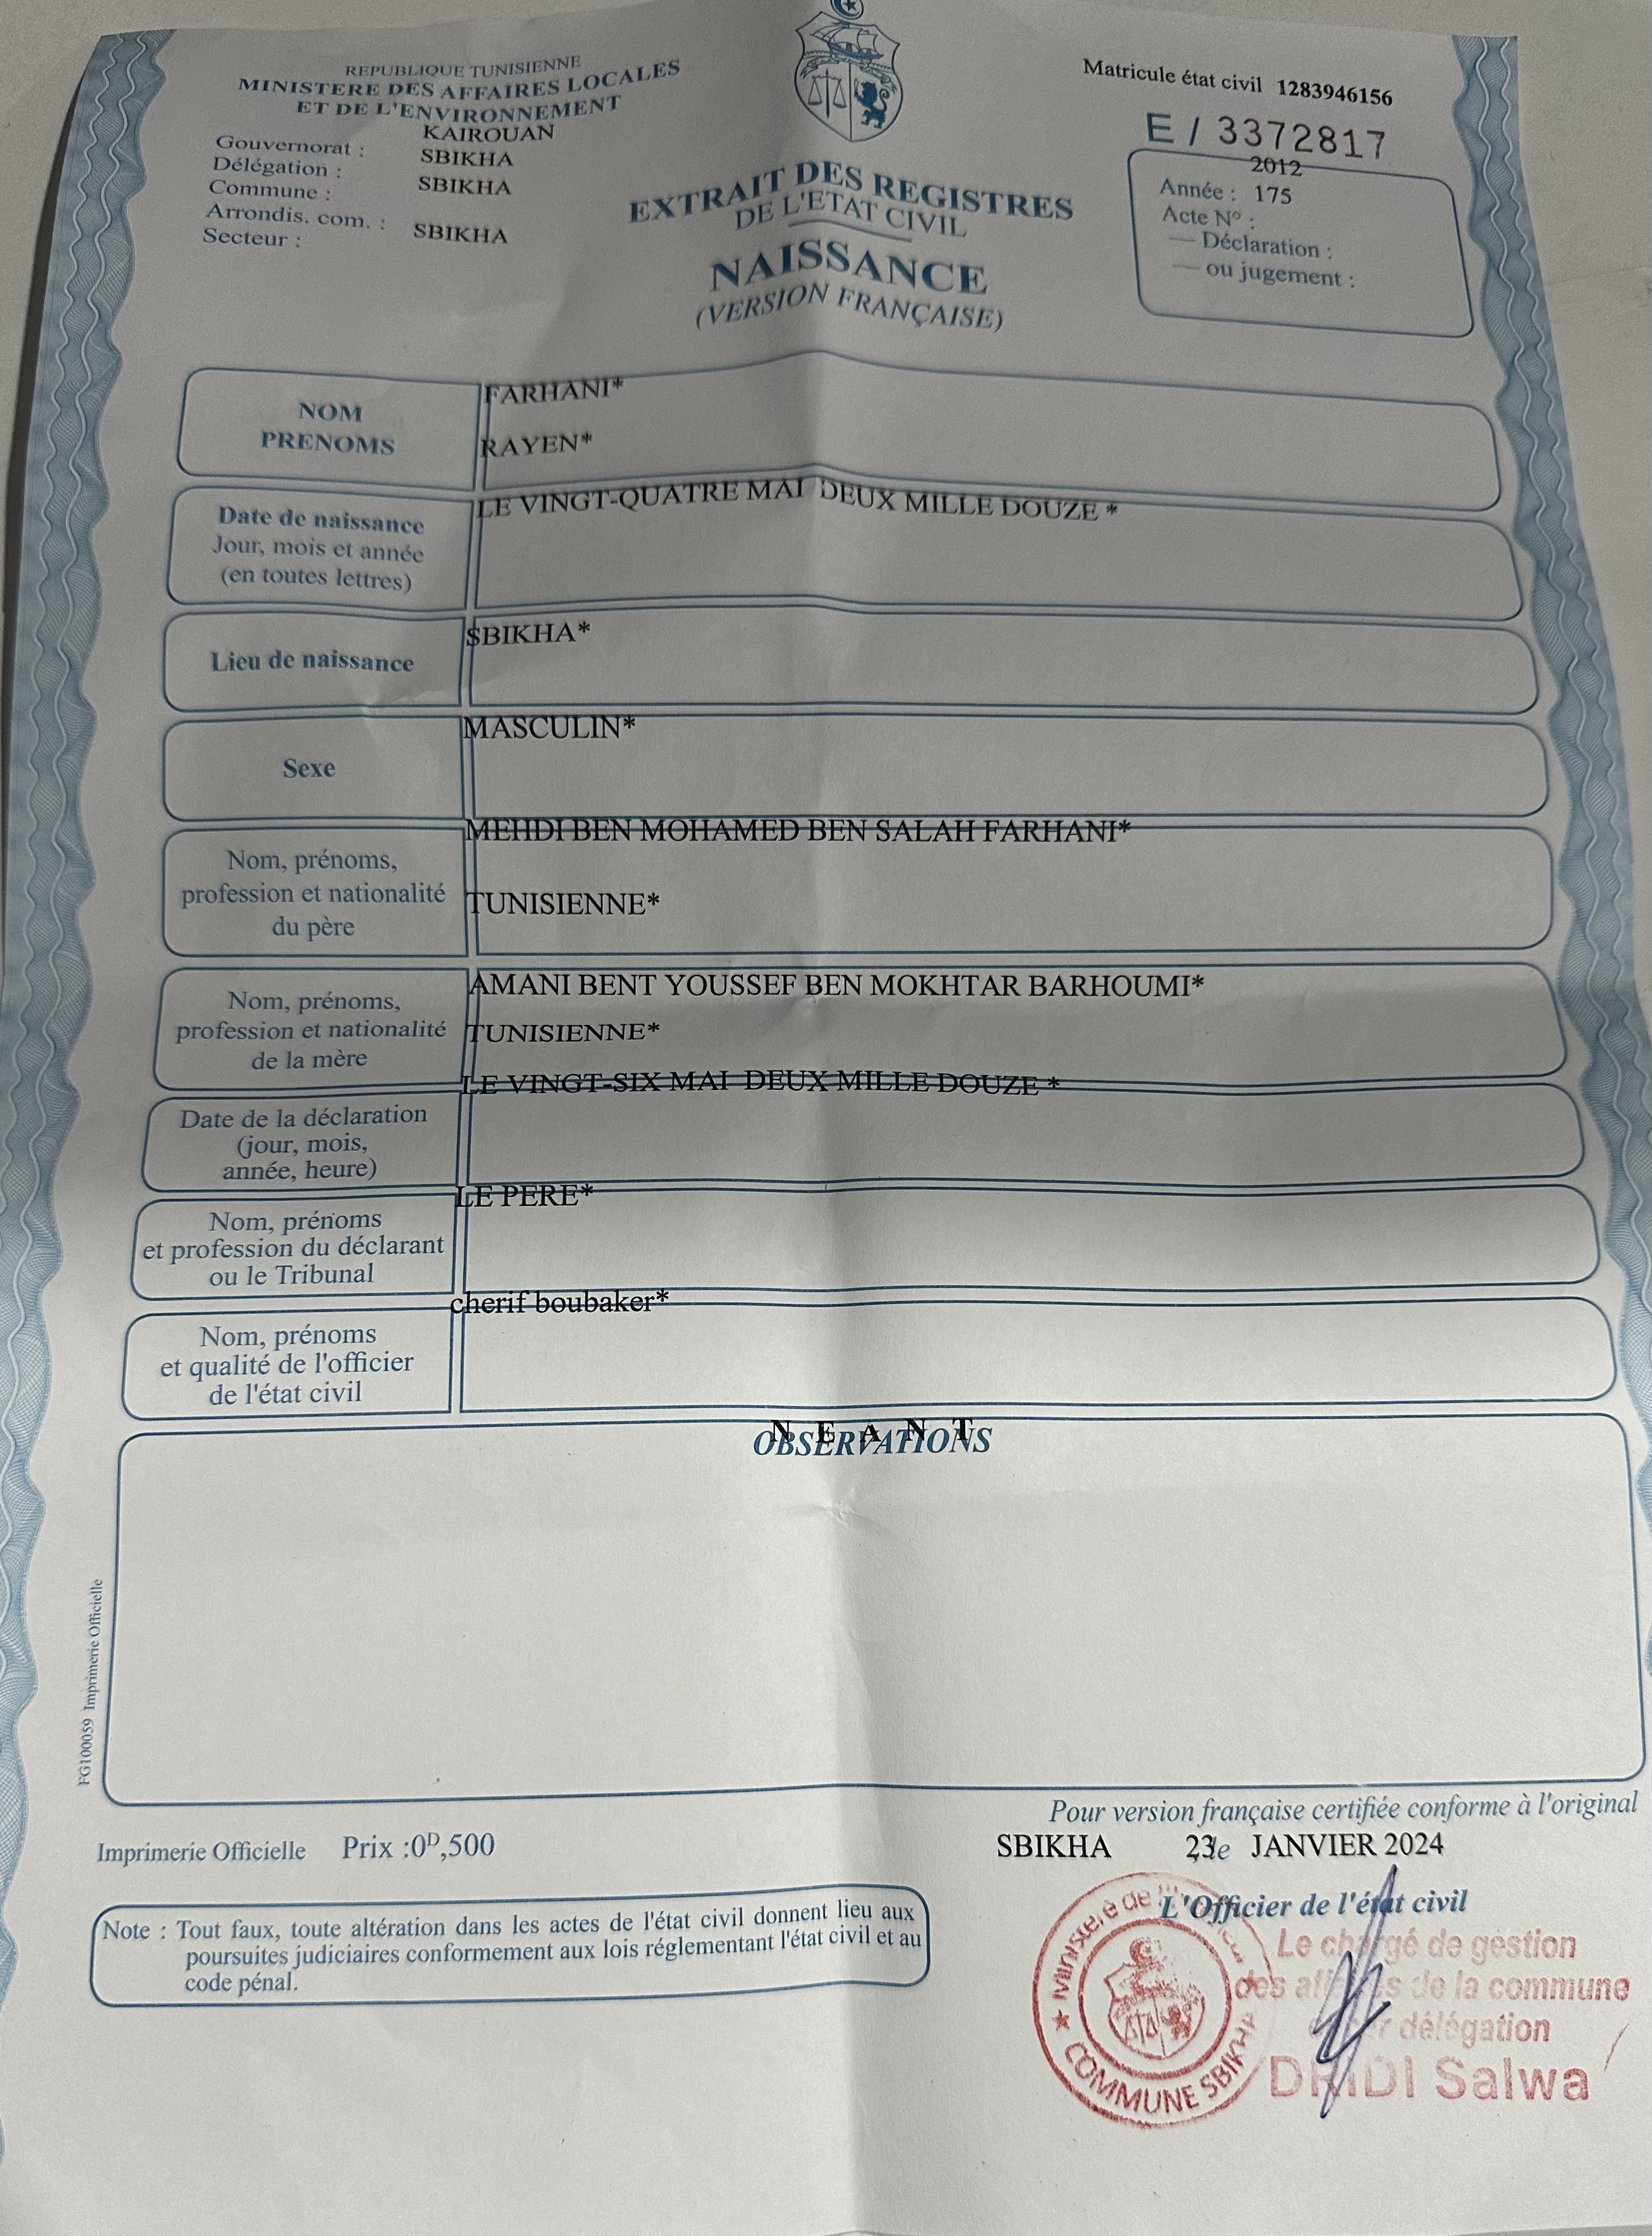 REPUBLIQUE TUNISIENNE
MINISTERE DES AFFAIRES LOCALES
ET DE L'ENVIRONNEMENT
Gouvernorat : KAIROUAN
Délégation : SBIKHA
Commune : SBIKHA
Arrondis. com. :
Secteur : SBIKHA
EXTRAIT DES REGISTRES
DE L'ETAT CIVIL
NAISSANCE
(VERSION FRANÇAISE)
Matricule état civil 1283946156
E / 3372817
2012
Année : 175
Acte N° :
— Déclaration :
— ou jugement :
NOM
PRENOMS
FARHANI*
RAYEN*
Date de naissance
Jour, mois et année
(en toutes lettres)
LE VINGT-QUATRE MAI DEUX MILLE DOUZE *
Lieu de naissance
SBIKHA*
Sexe
MASCULIN*
Nom, prénoms,
profession et nationalité
du père
MEHDI BEN MOHAMED BEN SALAH FARHANI*
TUNISIENNE*
Nom, prénoms,
profession et nationalité
de la mère
AMANI BENT YOUSSEF BEN MOKHTAR BARHOUMI*
TUNISIENNE*
Date de la déclaration
(jour, mois,
année, heure)
LE VINGT-SIX MAI DEUX MILLE DOUZE *
Nom, prénoms
et profession du déclarant
ou le Tribunal
LE PERE*
Nom, prénoms
et qualité de l'officier
de l'état civil
cherif boubaker*
N E A N T
OBSERVATIONS
FG100059 Imprimerie Officielle
Pour version française certifiée conforme à l'original
SBIKHA 23 le JANVIER 2024
Imprimerie Officielle Prix :0ᴰ,500
L'Officier de l'état civil
Note : Tout faux, toute altération dans les actes de l'état civil donnent lieu aux
poursuites judiciaires conformement aux lois réglementant l'état civil et au
code pénal.
Ministère de
COMMUNE SBIKHA
Le chargé de gestion
des affaires de la commune
délégation
DRIDI Salwa